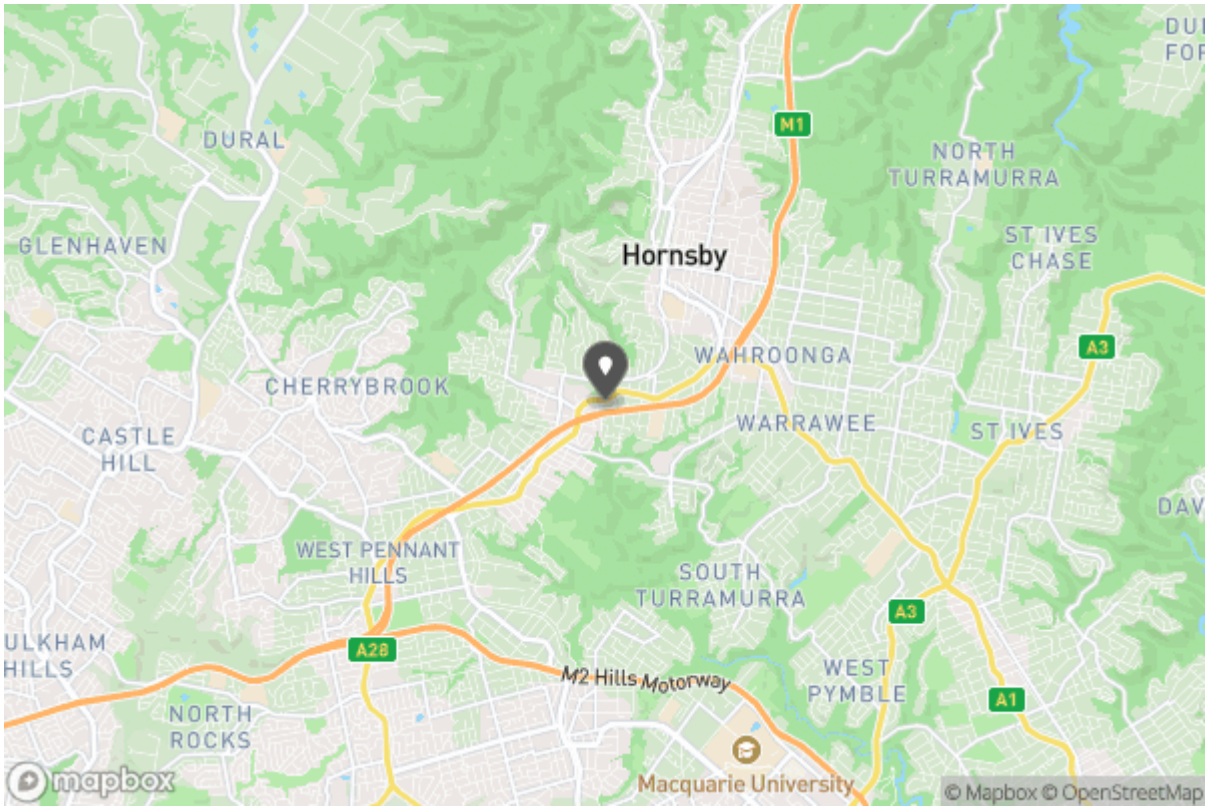 DURAL
M1
NORTH
TURRAMURRA
GLENHAVEN
Hornsby
ST IVES
CHASE
WAHROONGA
A3
CHERRYBROOK
WARRAWEE
ST IVES
CASTLE
HILL
DAV
WEST PENNANT
HILLS
SOUTH
TURRAMURRA
A3
ULKHAM
HILLS
A28
M2 Hills Motorway
WEST
PYMBLE
A1
NORTH
ROCKS
Macquarie University
mapbox
© Mapbox © OpenStreetMap